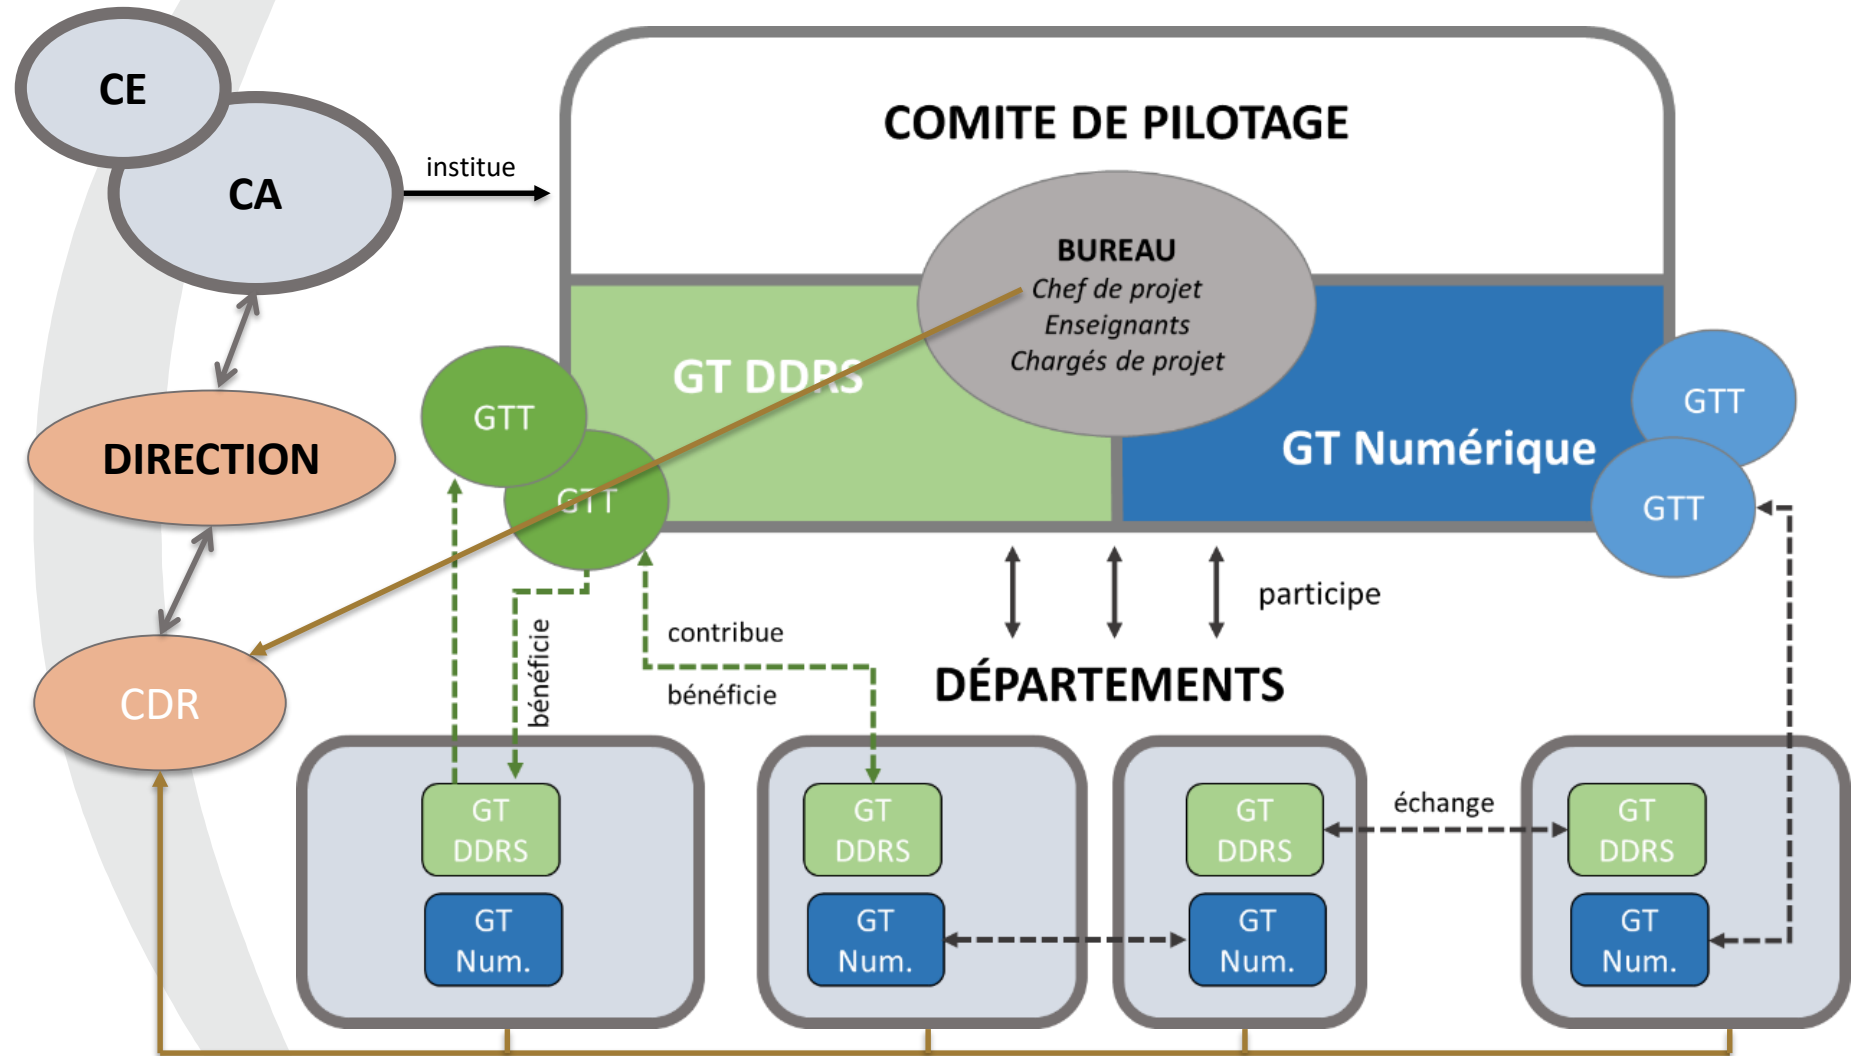 CE
CA
institue
COMITE DE PILOTAGE
BUREAU
Chef de projet
Enseignants
Chargés de projet
GT DDRS
GT Numérique
GTT
GTT
GTT
GTT
DIRECTION
CDR
participe
contribue
bénéficie
bénéficie
DÉPARTEMENTS
GT
DDRS
GT
Num.
GT
DDRS
GT
Num.
GT
DDRS
GT
Num.
échange
GT
DDRS
GT
Num.